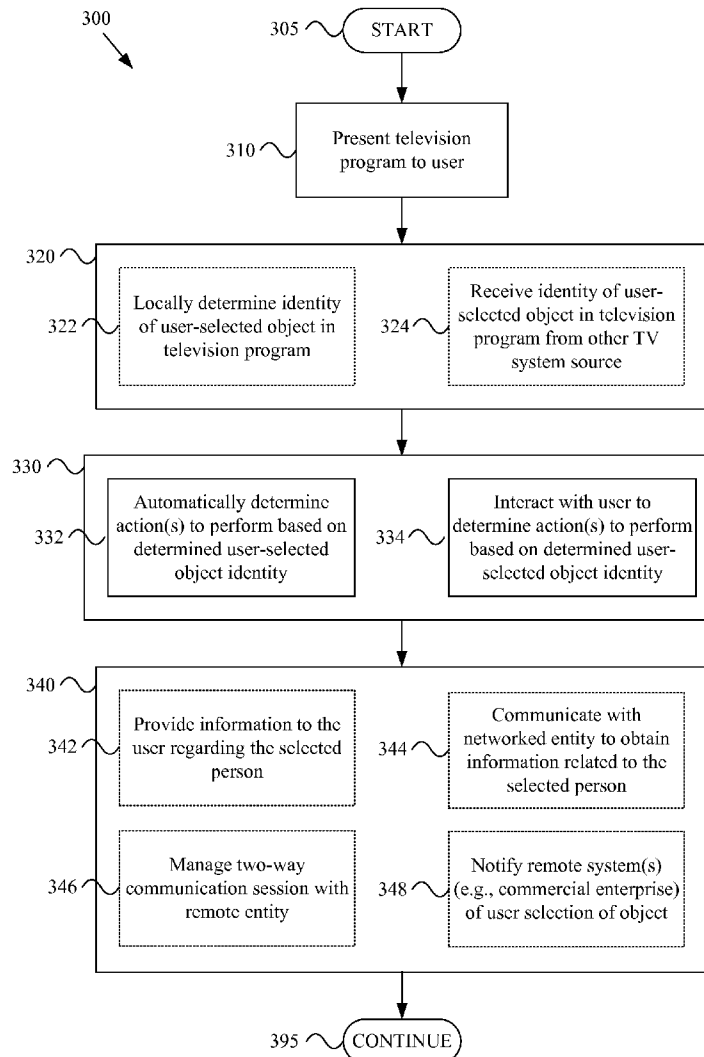 300
305
START
310
Present television
program to user
320
322
Locally determine identity
of user-selected object in
television program
324
Receive identity of user-
selected object in television
program from other TV
system source
330
332
Automatically determine
action(s) to perform based on
determined user-selected
object identity
334
Interact with user to
determine action(s) to perform
based on determined user-
selected object identity
340
342
Provide information to the
user regarding the selected
person
344
Communicate with
networked entity to obtain
information related to the
selected person
346
Manage two-way
communication session with
remote entity
348
Notify remote system(s)
(e.g., commercial enterprise)
of user selection of object
395
CONTINUE